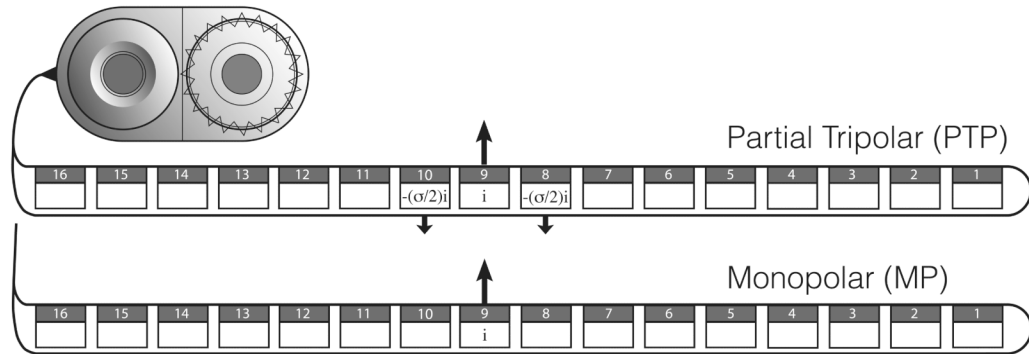 Partial Tripolar (PTP)
16 15 14 13 12 11 10 9 8 7 6 5 4 3 2 1
-(σ/2)i i -(σ/2)i
Monopolar (MP)
16 15 14 13 12 11 10 9 8 7 6 5 4 3 2 1
i